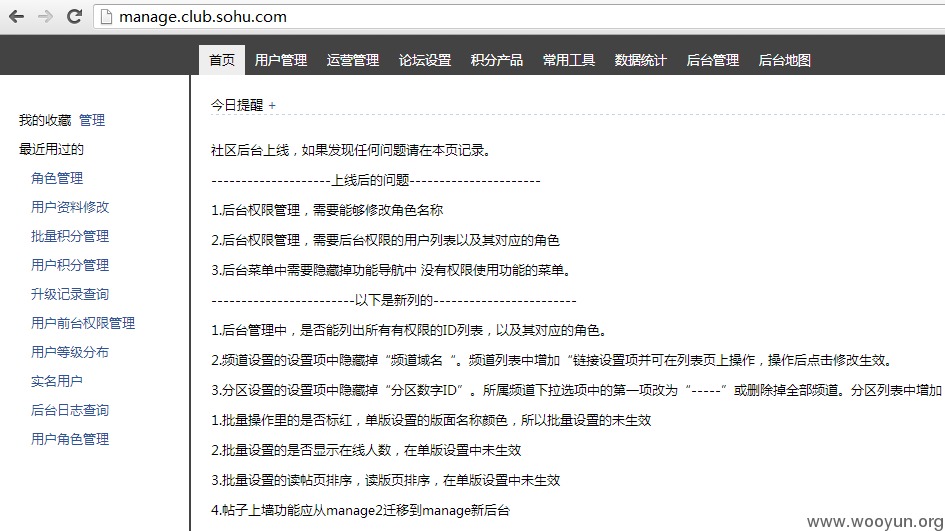 manage.club.sohu.com
首页 用户管理 运营管理 论坛设置 积分产品 常用工具 数据统计 后台管理 后台地图
我的收藏 管理
最近用过的
角色管理
用户资料修改
批量积分管理
用户积分管理
升级记录查询
用户前台权限管理
用户等级分布
实名用户
后台日志查询
用户角色管理
今日提醒 +
社区后台上线，如果发现任何问题请在本页记录。
--------------------上线后的问题----------------------
1.后台权限管理，需要能够修改角色名称
2.后台权限管理，需要后台权限的用户列表以及其对应的角色
3.后台菜单中需要隐藏掉功能导航中 没有权限使用功能的菜单。
------------------------以下是新列的------------------------
1.后台管理中，是否能列出所有有权限的ID列表，以及其对应的角色。
2.频道设置的设置项中隐藏掉“频道域名“。频道列表中增加“链接设置项并可在列表页上操作，操作后点击修改生效。
3.分区设置的设置项中隐藏掉“分区数字ID”。所属频道下拉选项中的第一项改为“-----”或删除掉全部频道。分区列表中增加
1.批量操作里的是否标红，单版设置的版面名称颜色，所以批量设置的未生效
2.批量设置的是否显示在线人数，在单版设置中未生效
3.批量设置的读帖页排序，读版页排序，在单版设置中未生效
4.帖子上墙功能应从manage2迁移到manage新后台
www.wooyun.org